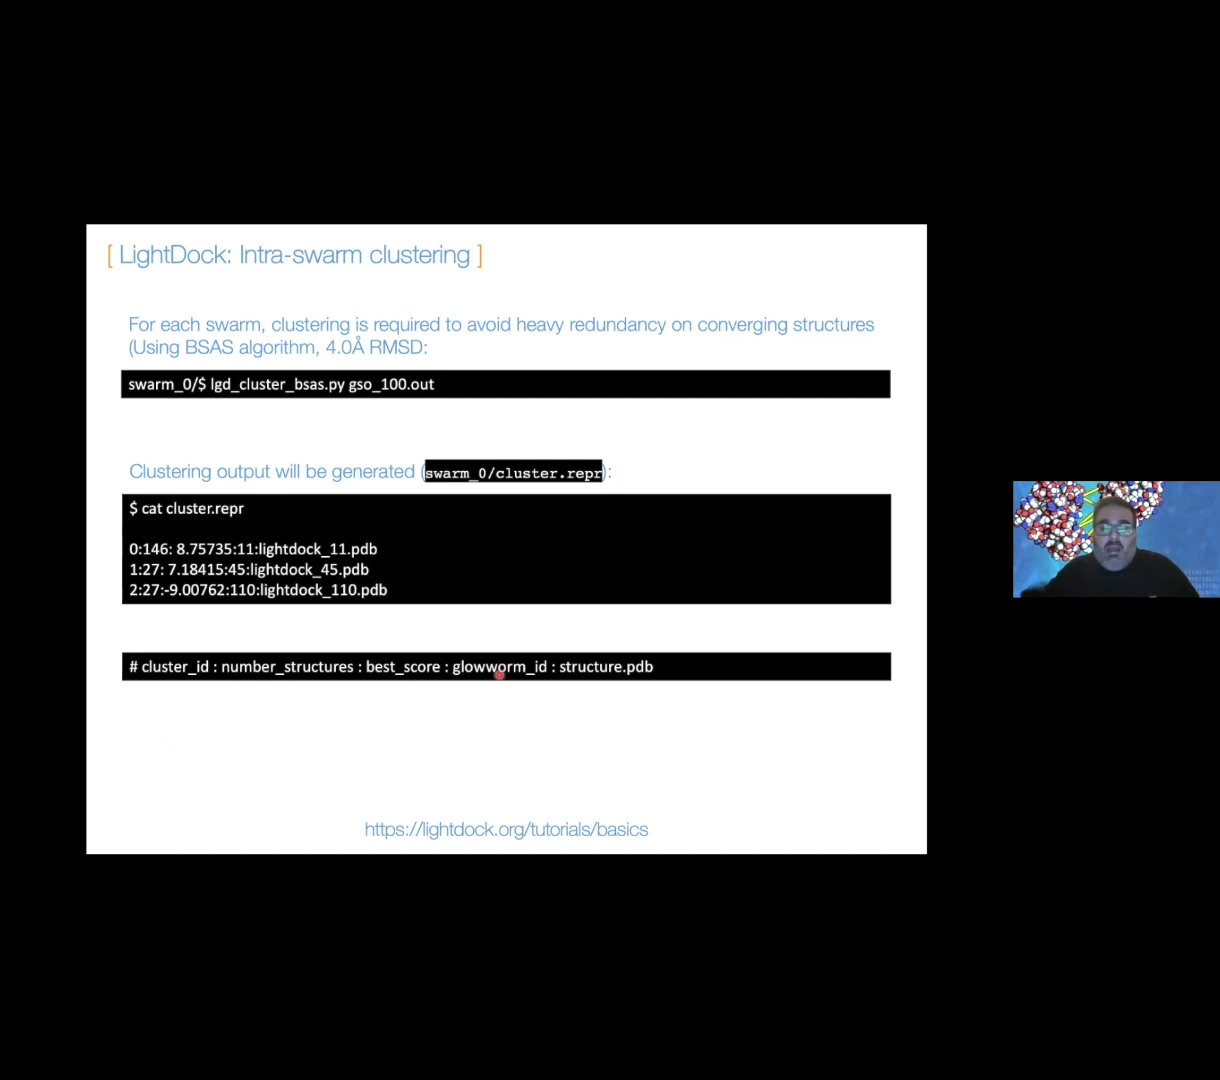 [ LightDock: Intra-swarm clustering ]
For each swarm, clustering is required to avoid heavy redundancy on converging structures
(Using BSAS algorithm, 4.0Å RMSD:
swarm_0/$ lgd_cluster_bsas.py gso_100.out
Clustering output will be generated (swarm_0/cluster.repr):
$ cat cluster.repr
0:146: 8.75735:11:lightdock_11.pdb
1:27: 7.18415:45:lightdock_45.pdb
2:27:-9.00762:110:lightdock_110.pdb
# cluster_id : number_structures : best_score : glowworm_id : structure.pdb
https://lightdock.org/tutorials/basics